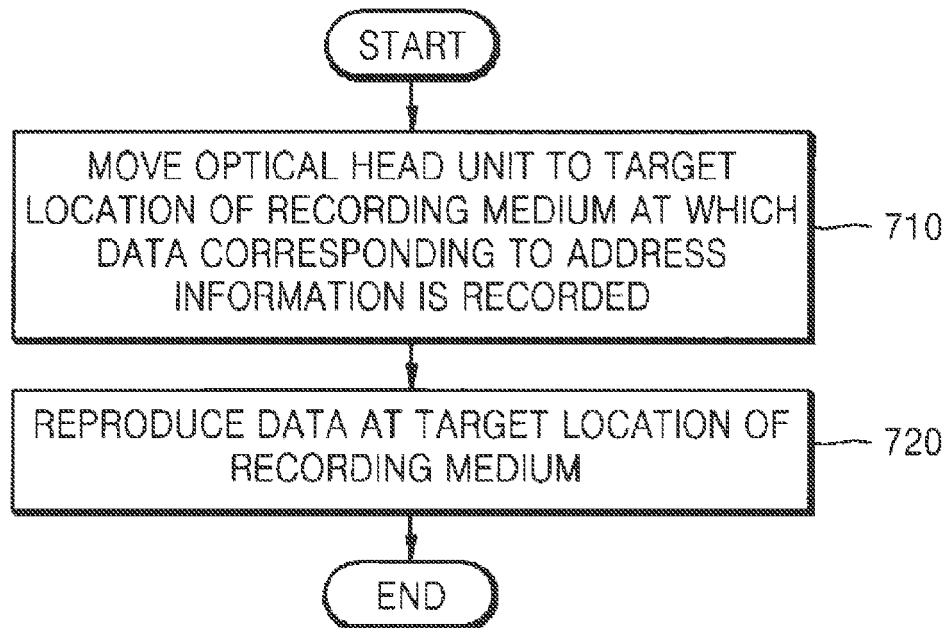 START
MOVE OPTICAL HEAD UNIT TO TARGET
LOCATION OF RECORDING MEDIUM AT WHICH
DATA CORRESPONDING TO ADDRESS
INFORMATION IS RECORDED
710
REPRODUCE DATA AT TARGET LOCATION OF
RECORDING MEDIUM
720
END